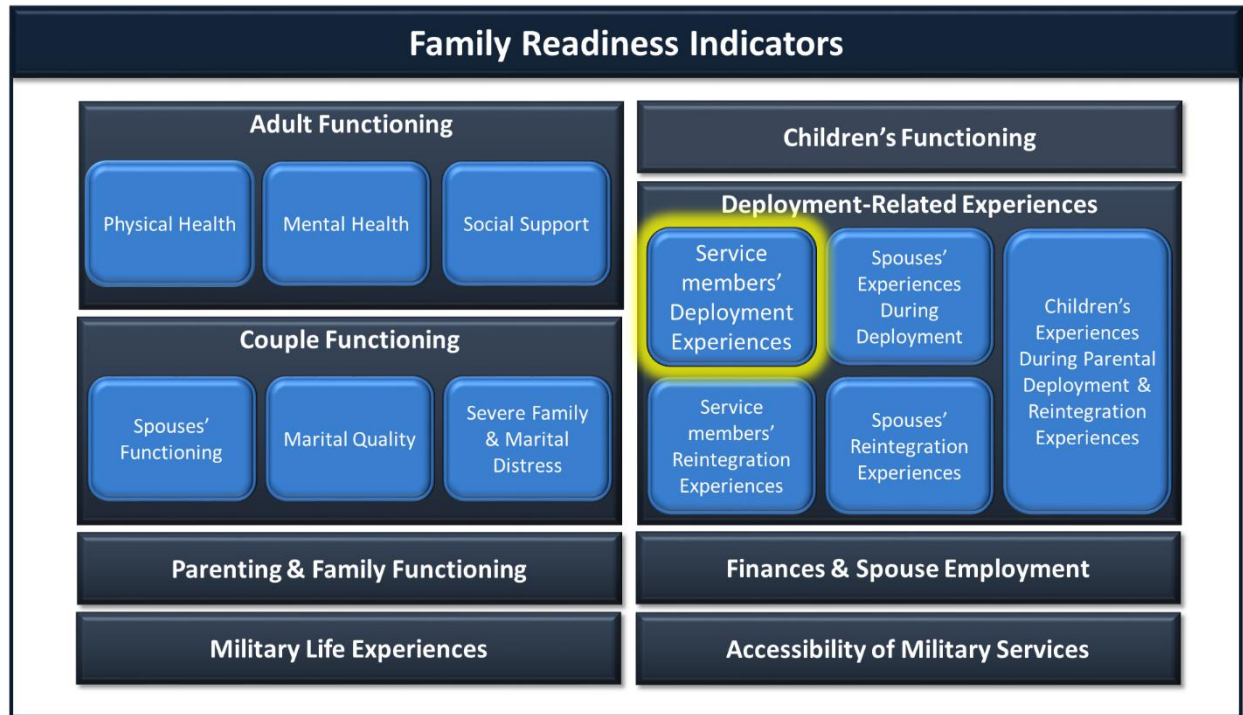 Family Readiness Indicators
Adult Functioning
Physical Health
Mental Health
Social Support
Couple Functioning
Spouses'
Functioning
Marital Quality
Severe Family
& Marital
Distress
Parenting & Family Functioning
Military Life Experiences
Children's Functioning
Deployment-Related Experiences
Service
members'
Deployment
Experiences
Spouses'
Experiences
During
Deployment
Children's
Experiences
During Parental
Deployment &
Reintegration
Experiences
Service
members'
Reintegration
Experiences
Spouses'
Reintegration
Experiences
Finances & Spouse Employment
Accessibility of Military Services